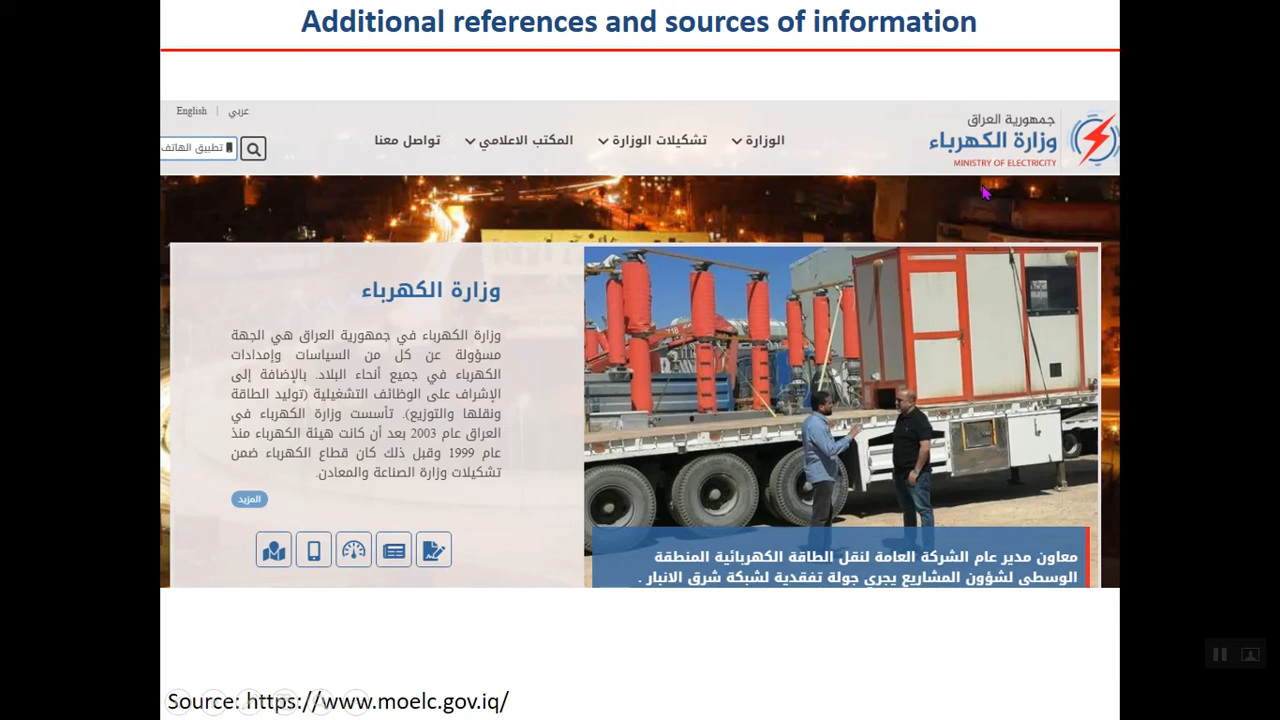 Additional references and sources of information
English | عربي
تطبيق الهاتف
جمهورية العراق
وزارة الكهرباء
MINISTRY OF ELECTRICITY
الوزارة
تشكيلات الوزارة
المكتب الاعلامي
تواصل معنا
وزارة الكهرباء
وزارة الكهرباء في جمهورية العراق هي الجهة
مسؤولة عن كل من السياسات وإمدادات
الكهرباء في جميع أنحاء البلاد. بالإضافة إلى
الإشراف على الوظائف التشغيلية (توليد الطاقة
ونقلها والتوزيع). تأسست وزارة الكهرباء في
العراق عام 2003 بعد أن كانت هيئة الكهرباء منذ
عام 1999 وقبل ذلك كان قطاع الكهرباء ضمن
تشكيلات وزارة الصناعة والمعادن.
المزيد
معاون مدير عام الشركة العامة لنقل الطاقة الكهربائية المنطقة
الوسطى لشؤون المشاريع يجري جولة تفقدية لشبكة شرق الانبار .
Source: https://www.moelc.gov.iq/